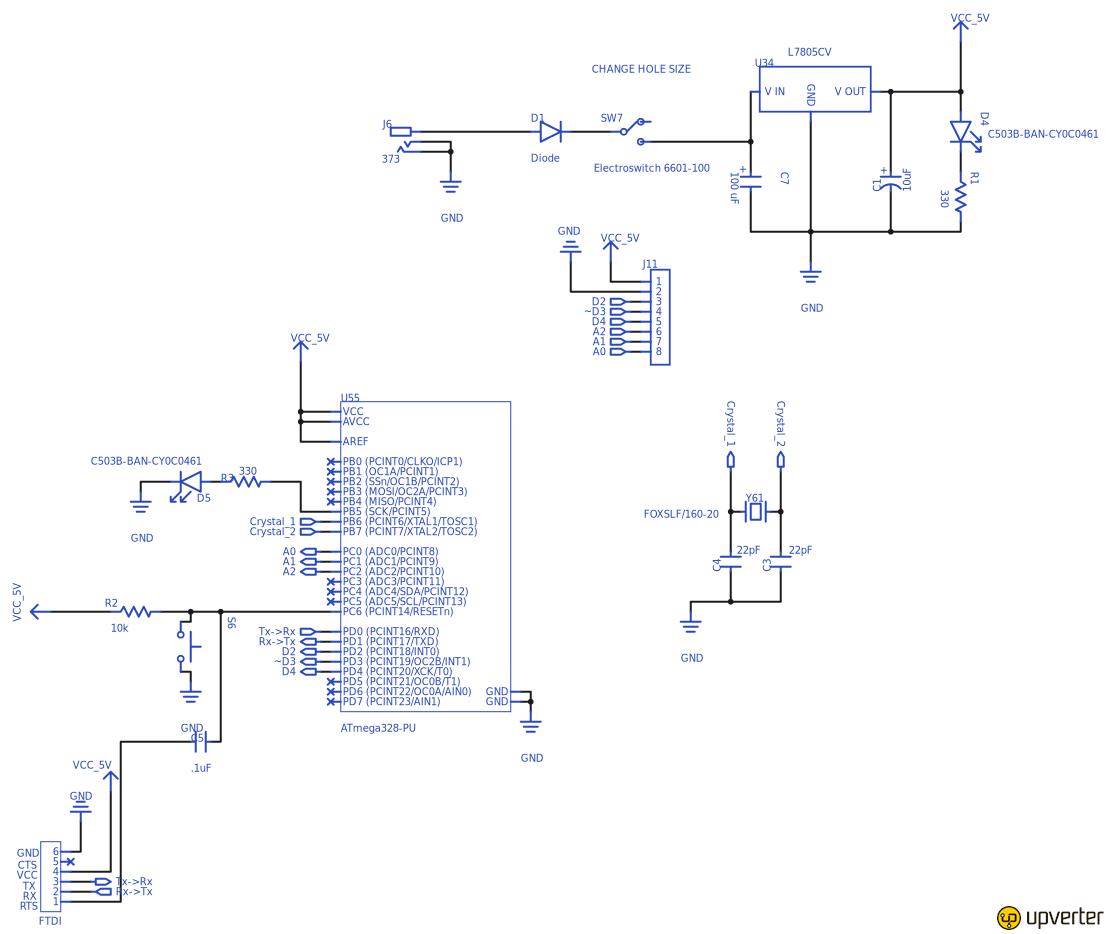 VCC_5V
L7805CV
U34
CHANGE HOLE SIZE
V IN
GND
V OUT
J6
D1
SW7
D4
C503B-BAN-CY0C0461
373
Diode
Electroswitch 6601-100
+
100 uF
C7
+
C1
10uF
R1
330
GND
GND
VCC_5V
J11
1
2
D2 3
~D3 4
D4 5
A2 6
A1 7
A0 8
GND
VCC_5V
U55
VCC
AVCC
AREF
C503B-BAN-CY0C0461
330
R3
D5
GND
PB0 (PCINT0/CLKO/ICP1)
PB1 (OC1A/PCINT1)
PB2 (SSn/OC1B/PCINT2)
PB3 (MOSI/OC2A/PCINT3)
PB4 (MISO/PCINT4)
PB5 (SCK/PCINT5)
Crystal_1 PB6 (PCINT6/XTAL1/TOSC1)
Crystal_2 PB7 (PCINT7/XTAL2/TOSC2)
A0 PC0 (ADC0/PCINT8)
A1 PC1 (ADC1/PCINT9)
A2 PC2 (ADC2/PCINT10)
PC3 (ADC3/PCINT11)
PC4 (ADC4/SDA/PCINT12)
PC5 (ADC5/SCL/PCINT13)
PC6 (PCINT14/RESETn)
Tx->Rx PD0 (PCINT16/RXD)
Rx->Tx PD1 (PCINT17/TXD)
D2 PD2 (PCINT18/INT0)
~D3 PD3 (PCINT19/OC2B/INT1)
D4 PD4 (PCINT20/XCK/T0)
PD5 (PCINT21/OC0B/T1)
PD6 (PCINT22/OC0A/AIN0)
PD7 (PCINT23/AIN1)
GND
GND
ATmega328-PU
GND
Crystal_1
Crystal_2
Y61
FOXSLF/160-20
C4
22pF
C3
22pF
GND
VCC_5V
R2
10k
S6
GND
C5
.1uF
VCC_5V
GND
GND 6
CTS 5
VCC 4
TX 3 Tx->Rx
RX 2 Rx->Tx
RTS 1
FTDI
upverter